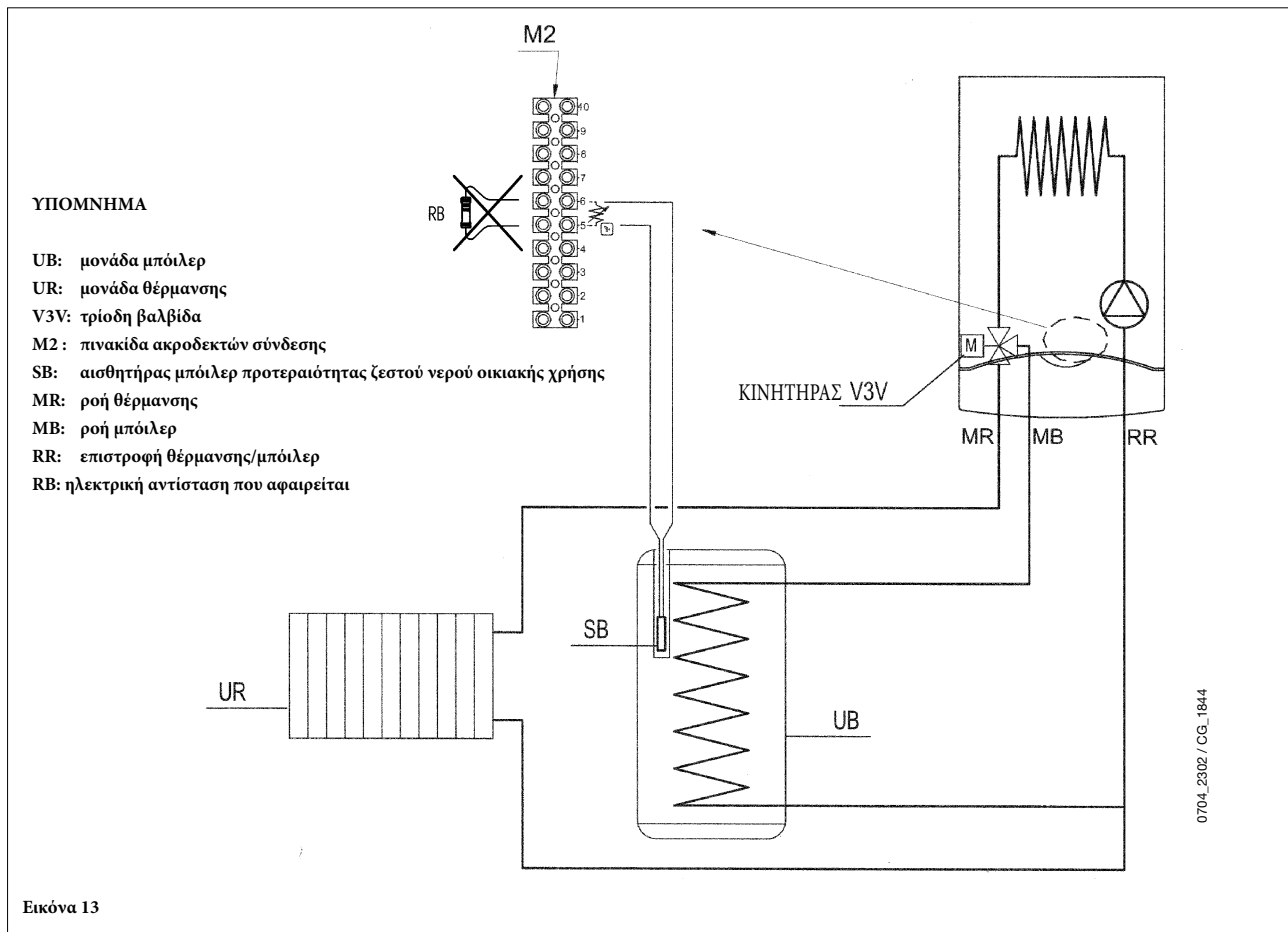 M2
10
9
8
7
6
5
4
3
2
1
RB
ΥΠΟΜΝΗΜΑ
UB: μονάδα μπόιλερ
UR: μονάδα θέρμανσης
V3V: τρίοδη βαλβίδα
M2 : πινακίδα ακροδεκτών σύνδεσης
SB: αισθητήρας μπόιλερ προτεραιότητας ζεστού νερού οικιακής χρήσης
MR: ροή θέρμανσης
MB: ροή μπόιλερ
RR: επιστροφή θέρμανσης/μπόιλερ
RB: ηλεκτρική αντίσταση που αφαιρείται
M
ΚΙΝΗΤΗΡΑΣ V3V
MR MB RR
SB
UR
UB
0704_2302 / CG_1844
Εικόνα 13